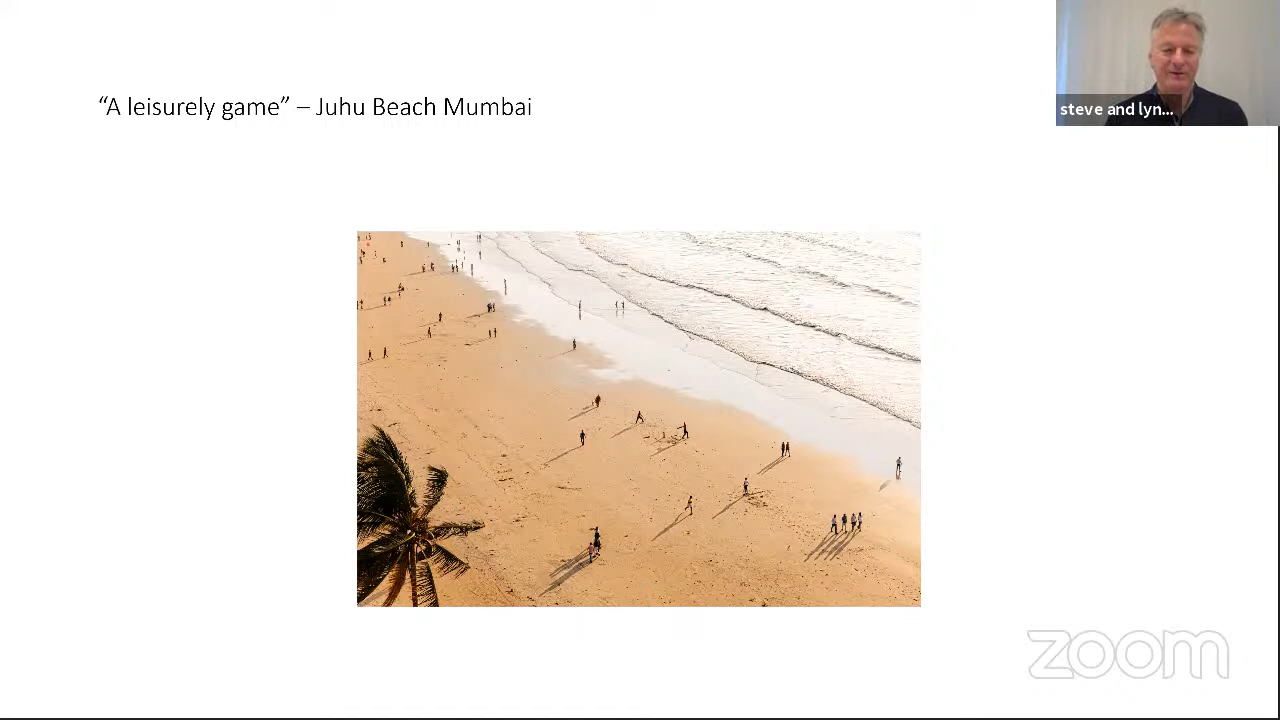 “A leisurely game” – Juhu Beach Mumbai
steve and lyn...
zoom